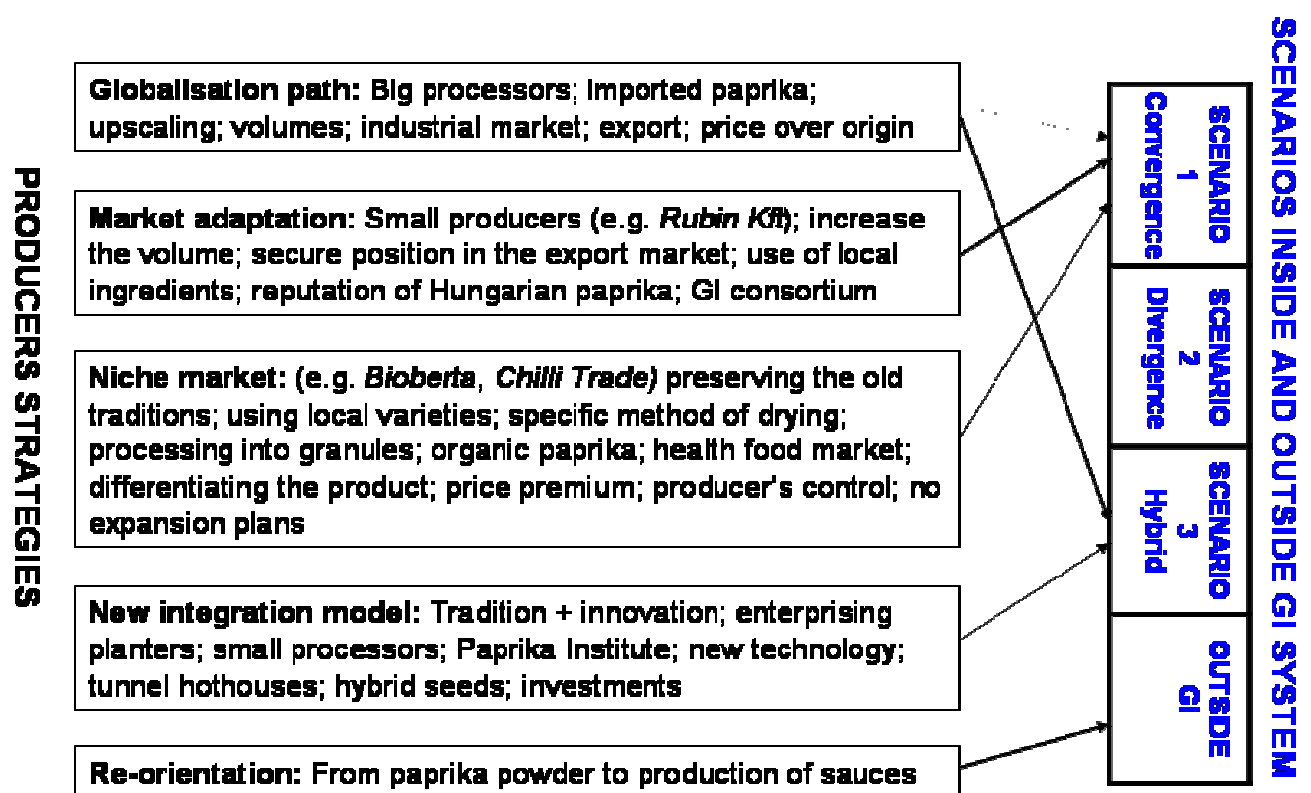 PRODUCERS STRATEGIES
Globalisation path: Big processors; imported paprika;
upscaling; volumes; industrial market; export; price over origin
Market adaptation: Small producers (e.g. Rubin Kft); increase
the volume; secure position in the export market; use of local
ingredients; reputation of Hungarian paprika; GI consortium
Niche market: (e.g. Bioberta, Chilli Trade) preserving the old
traditions; using local varieties; specific method of drying;
processing into granules; organic paprika; health food market;
differentiating the product; price premium; producer's control; no
expansion plans
New integration model: Tradition + innovation; enterprising
planters; small processors; Paprika Institute; new technology;
tunnel hothouses; hybrid seeds; investments
Re-orientation: From paprika powder to production of sauces
SCENARIO
1
Convergence
SCENARIO
2
Divergence
SCENARIO
3
Hybrid
OUTSIDE
GI
SCENARIOS INSIDE AND OUTSIDE GI SYSTEM